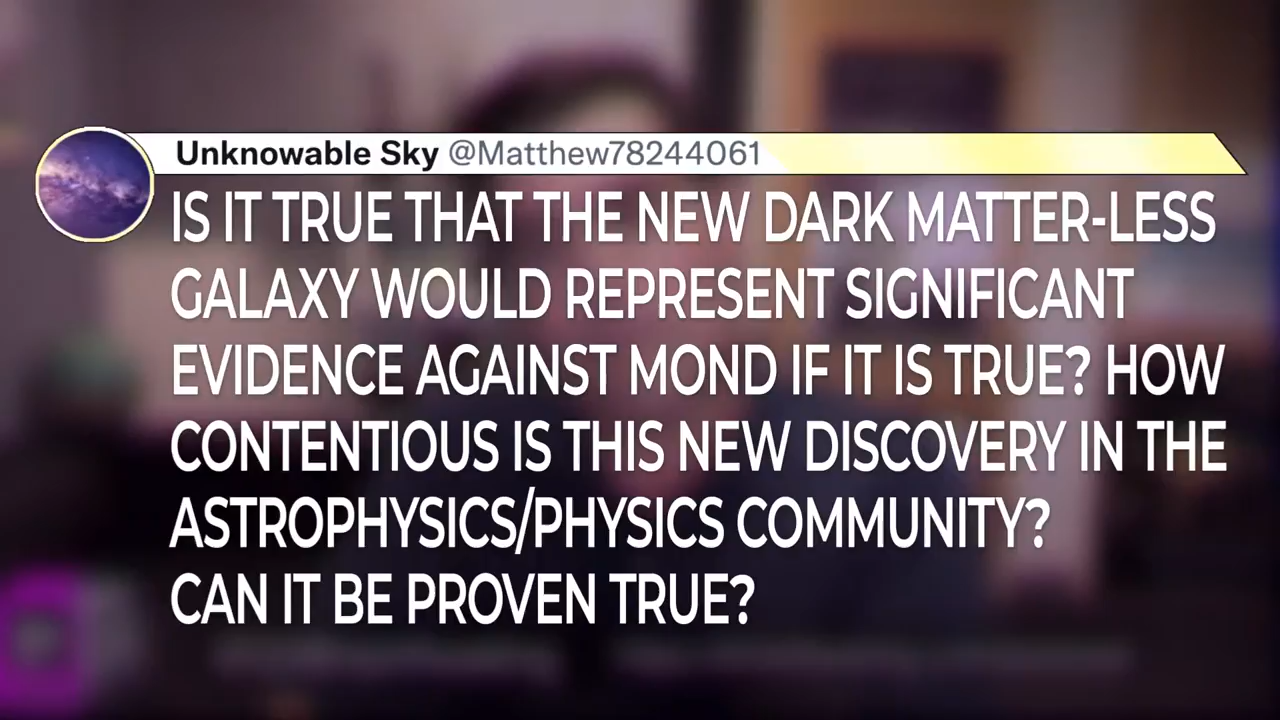 Unknowable Sky @Matthew78244061
IS IT TRUE THAT THE NEW DARK MATTER-LESS
GALAXY WOULD REPRESENT SIGNIFICANT
EVIDENCE AGAINST MOND IF IT IS TRUE? HOW
CONTENTIOUS IS THIS NEW DISCOVERY IN THE
ASTROPHYSICS/PHYSICS COMMUNITY?
CAN IT BE PROVEN TRUE?